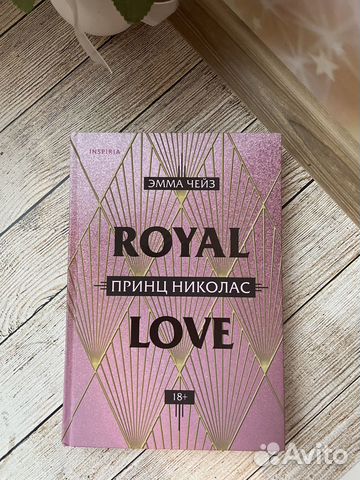 INSPIRIA
ЭММА ЧЕЙЗ
ROYAL
ПРИНЦ НИКОЛАС
LOVE
18+
Avito